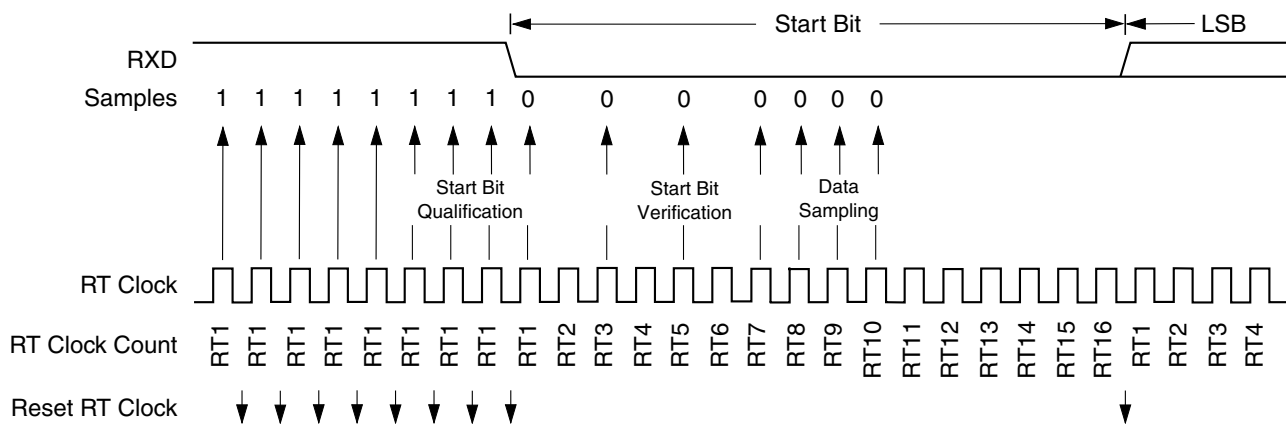 Start Bit LSB
RXD
Samples 1 1 1 1 1 1 1 1 0 0 0 0 0 0 0
Start Bit Qualification
Start Bit Verification
Data Sampling
RT Clock
RT Clock Count RT1 RT1 RT1 RT1 RT1 RT1 RT1 RT1 RT1 RT2 RT3 RT4 RT5 RT6 RT7 RT8 RT9 RT10 RT11 RT12 RT13 RT14 RT15 RT16 RT1 RT2 RT3 RT4
Reset RT Clock